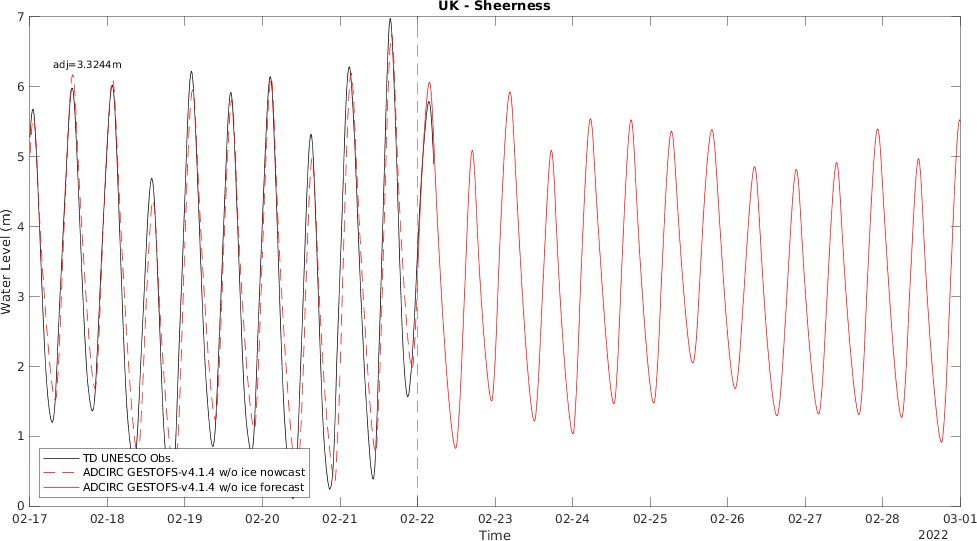 UK - Sheerness
adj=3.3244m
Water Level (m)
7
6
5
4
3
2
1
0
TD UNESCO Obs.
ADCIRC GESTOFS-v4.1.4 w/o ice nowcast
ADCIRC GESTOFS-v4.1.4 w/o ice forecast
02-17 02-18 02-19 02-20 02-21 02-22 02-23 02-24 02-25 02-26 02-27 02-28 03-01
Time
2022